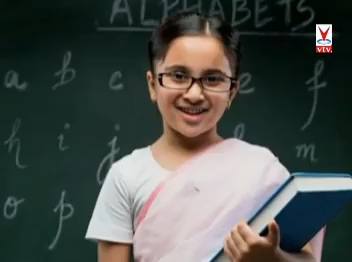 ALPHABETS
vtv
a b c e f
h i j l m
o p